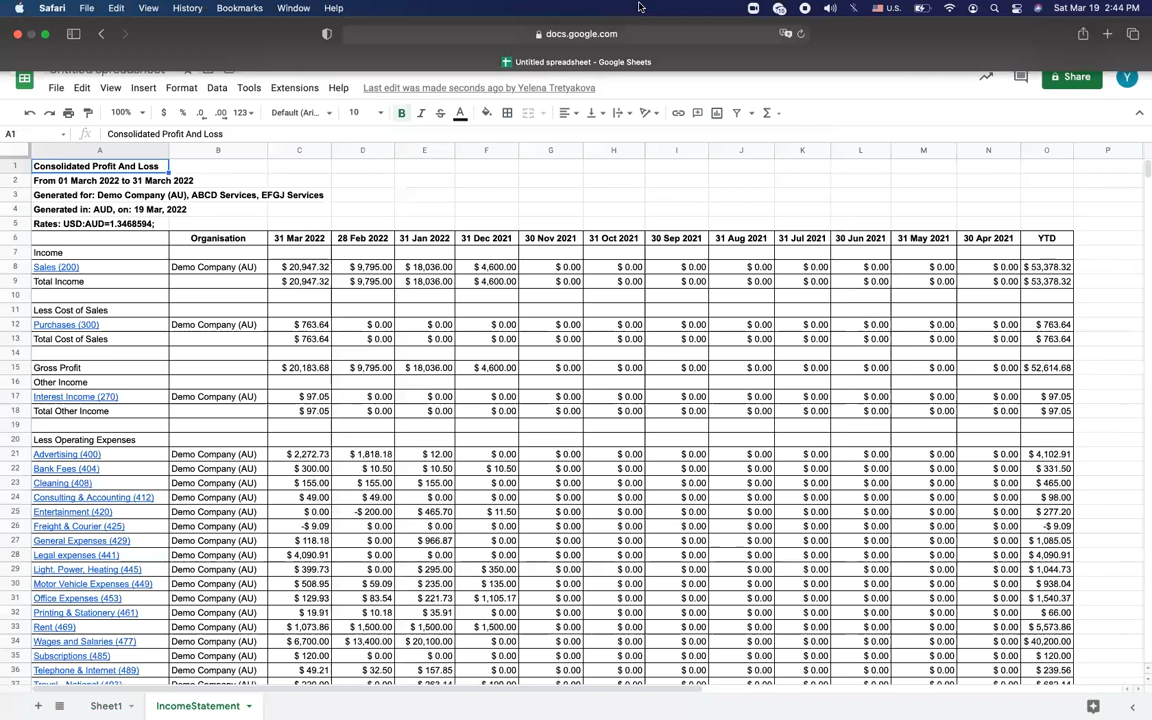 Safari File Edit View History Bookmarks Window Help U.S. Sat Mar 19 2:44 PM
docs.google.com
Untitled spreadsheet - Google Sheets
Untitled spreadsheet
File Edit View Insert Format Data Tools Extensions Help Last edit was made seconds ago by Yelena Tretyakova Share Y
100% $ % .0 .00 123 Default (Ari... 10 B I S A
A1 fx Consolidated Profit And Loss
A B C D E F G H I J K L M N O P
1 Consolidated Profit And Loss
2 From 01 March 2022 to 31 March 2022
3 Generated for: Demo Company (AU), ABCD Services, EFGJ Services
4 Generated in: AUD, on: 19 Mar, 2022
5 Rates: USD:AUD=1.3468594;
6 Organisation 31 Mar 2022 28 Feb 2022 31 Jan 2022 31 Dec 2021 30 Nov 2021 31 Oct 2021 30 Sep 2021 31 Aug 2021 31 Jul 2021 30 Jun 2021 31 May 2021 30 Apr 2021 YTD
7 Income
8 Sales (200) Demo Company (AU) $ 20,947.32 $ 9,795.00 $ 18,036.00 $ 4,600.00 $ 0.00 $ 0.00 $ 0.00 $ 0.00 $ 0.00 $ 0.00 $ 0.00 $ 0.00 $ 53,378.32
9 Total Income $ 20,947.32 $ 9,795.00 $ 18,036.00 $ 4,600.00 $ 0.00 $ 0.00 $ 0.00 $ 0.00 $ 0.00 $ 0.00 $ 0.00 $ 0.00 $ 53,378.32
10
11 Less Cost of Sales
12 Purchases (300) Demo Company (AU) $ 763.64 $ 0.00 $ 0.00 $ 0.00 $ 0.00 $ 0.00 $ 0.00 $ 0.00 $ 0.00 $ 0.00 $ 0.00 $ 0.00 $ 763.64
13 Total Cost of Sales $ 763.64 $ 0.00 $ 0.00 $ 0.00 $ 0.00 $ 0.00 $ 0.00 $ 0.00 $ 0.00 $ 0.00 $ 0.00 $ 0.00 $ 763.64
14
15 Gross Profit $ 20,183.68 $ 9,795.00 $ 18,036.00 $ 4,600.00 $ 0.00 $ 0.00 $ 0.00 $ 0.00 $ 0.00 $ 0.00 $ 0.00 $ 0.00 $ 52,614.68
16 Other Income
17 Interest Income (270) Demo Company (AU) $ 97.05 $ 0.00 $ 0.00 $ 0.00 $ 0.00 $ 0.00 $ 0.00 $ 0.00 $ 0.00 $ 0.00 $ 0.00 $ 0.00 $ 97.05
18 Total Other Income $ 97.05 $ 0.00 $ 0.00 $ 0.00 $ 0.00 $ 0.00 $ 0.00 $ 0.00 $ 0.00 $ 0.00 $ 0.00 $ 0.00 $ 97.05
19
20 Less Operating Expenses
21 Advertising (400) Demo Company (AU) $ 2,272.73 $ 1,818.18 $ 12.00 $ 0.00 $ 0.00 $ 0.00 $ 0.00 $ 0.00 $ 0.00 $ 0.00 $ 0.00 $ 0.00 $ 4,102.91
22 Bank Fees (404) Demo Company (AU) $ 300.00 $ 10.50 $ 10.50 $ 10.50 $ 0.00 $ 0.00 $ 0.00 $ 0.00 $ 0.00 $ 0.00 $ 0.00 $ 0.00 $ 331.50
23 Cleaning (408) Demo Company (AU) $ 155.00 $ 155.00 $ 155.00 $ 0.00 $ 0.00 $ 0.00 $ 0.00 $ 0.00 $ 0.00 $ 0.00 $ 0.00 $ 0.00 $ 465.00
24 Consulting & Accounting (412) Demo Company (AU) $ 49.00 $ 49.00 $ 0.00 $ 0.00 $ 0.00 $ 0.00 $ 0.00 $ 0.00 $ 0.00 $ 0.00 $ 0.00 $ 0.00 $ 98.00
25 Entertainment (420) Demo Company (AU) $ 0.00 -$ 200.00 $ 465.70 $ 11.50 $ 0.00 $ 0.00 $ 0.00 $ 0.00 $ 0.00 $ 0.00 $ 0.00 $ 0.00 $ 277.20
26 Freight & Courier (425) Demo Company (AU) -$ 9.09 $ 0.00 $ 0.00 $ 0.00 $ 0.00 $ 0.00 $ 0.00 $ 0.00 $ 0.00 $ 0.00 $ 0.00 $ 0.00 -$ 9.09
27 General Expenses (429) Demo Company (AU) $ 118.18 $ 0.00 $ 966.87 $ 0.00 $ 0.00 $ 0.00 $ 0.00 $ 0.00 $ 0.00 $ 0.00 $ 0.00 $ 0.00 $ 1,085.05
28 Legal expenses (441) Demo Company (AU) $ 4,090.91 $ 0.00 $ 0.00 $ 0.00 $ 0.00 $ 0.00 $ 0.00 $ 0.00 $ 0.00 $ 0.00 $ 0.00 $ 0.00 $ 4,090.91
29 Light, Power, Heating (445) Demo Company (AU) $ 399.73 $ 0.00 $ 295.00 $ 350.00 $ 0.00 $ 0.00 $ 0.00 $ 0.00 $ 0.00 $ 0.00 $ 0.00 $ 0.00 $ 1,044.73
30 Motor Vehicle Expenses (449) Demo Company (AU) $ 508.95 $ 59.09 $ 235.00 $ 135.00 $ 0.00 $ 0.00 $ 0.00 $ 0.00 $ 0.00 $ 0.00 $ 0.00 $ 0.00 $ 938.04
31 Office Expenses (453) Demo Company (AU) $ 129.93 $ 83.54 $ 221.73 $ 1,105.17 $ 0.00 $ 0.00 $ 0.00 $ 0.00 $ 0.00 $ 0.00 $ 0.00 $ 0.00 $ 1,540.37
32 Printing & Stationery (461) Demo Company (AU) $ 19.91 $ 10.18 $ 35.91 $ 0.00 $ 0.00 $ 0.00 $ 0.00 $ 0.00 $ 0.00 $ 0.00 $ 0.00 $ 0.00 $ 66.00
33 Rent (469) Demo Company (AU) $ 1,073.86 $ 1,500.00 $ 1,500.00 $ 1,500.00 $ 0.00 $ 0.00 $ 0.00 $ 0.00 $ 0.00 $ 0.00 $ 0.00 $ 0.00 $ 5,573.86
34 Wages and Salaries (477) Demo Company (AU) $ 6,700.00 $ 13,400.00 $ 20,100.00 $ 0.00 $ 0.00 $ 0.00 $ 0.00 $ 0.00 $ 0.00 $ 0.00 $ 0.00 $ 0.00 $ 40,200.00
35 Subscriptions (485) Demo Company (AU) $ 120.00 $ 0.00 $ 0.00 $ 0.00 $ 0.00 $ 0.00 $ 0.00 $ 0.00 $ 0.00 $ 0.00 $ 0.00 $ 0.00 $ 120.00
36 Telephone & Internet (489) Demo Company (AU) $ 49.21 $ 32.50 $ 157.85 $ 0.00 $ 0.00 $ 0.00 $ 0.00 $ 0.00 $ 0.00 $ 0.00 $ 0.00 $ 0.00 $ 239.56
Sheet1 IncomeStatement